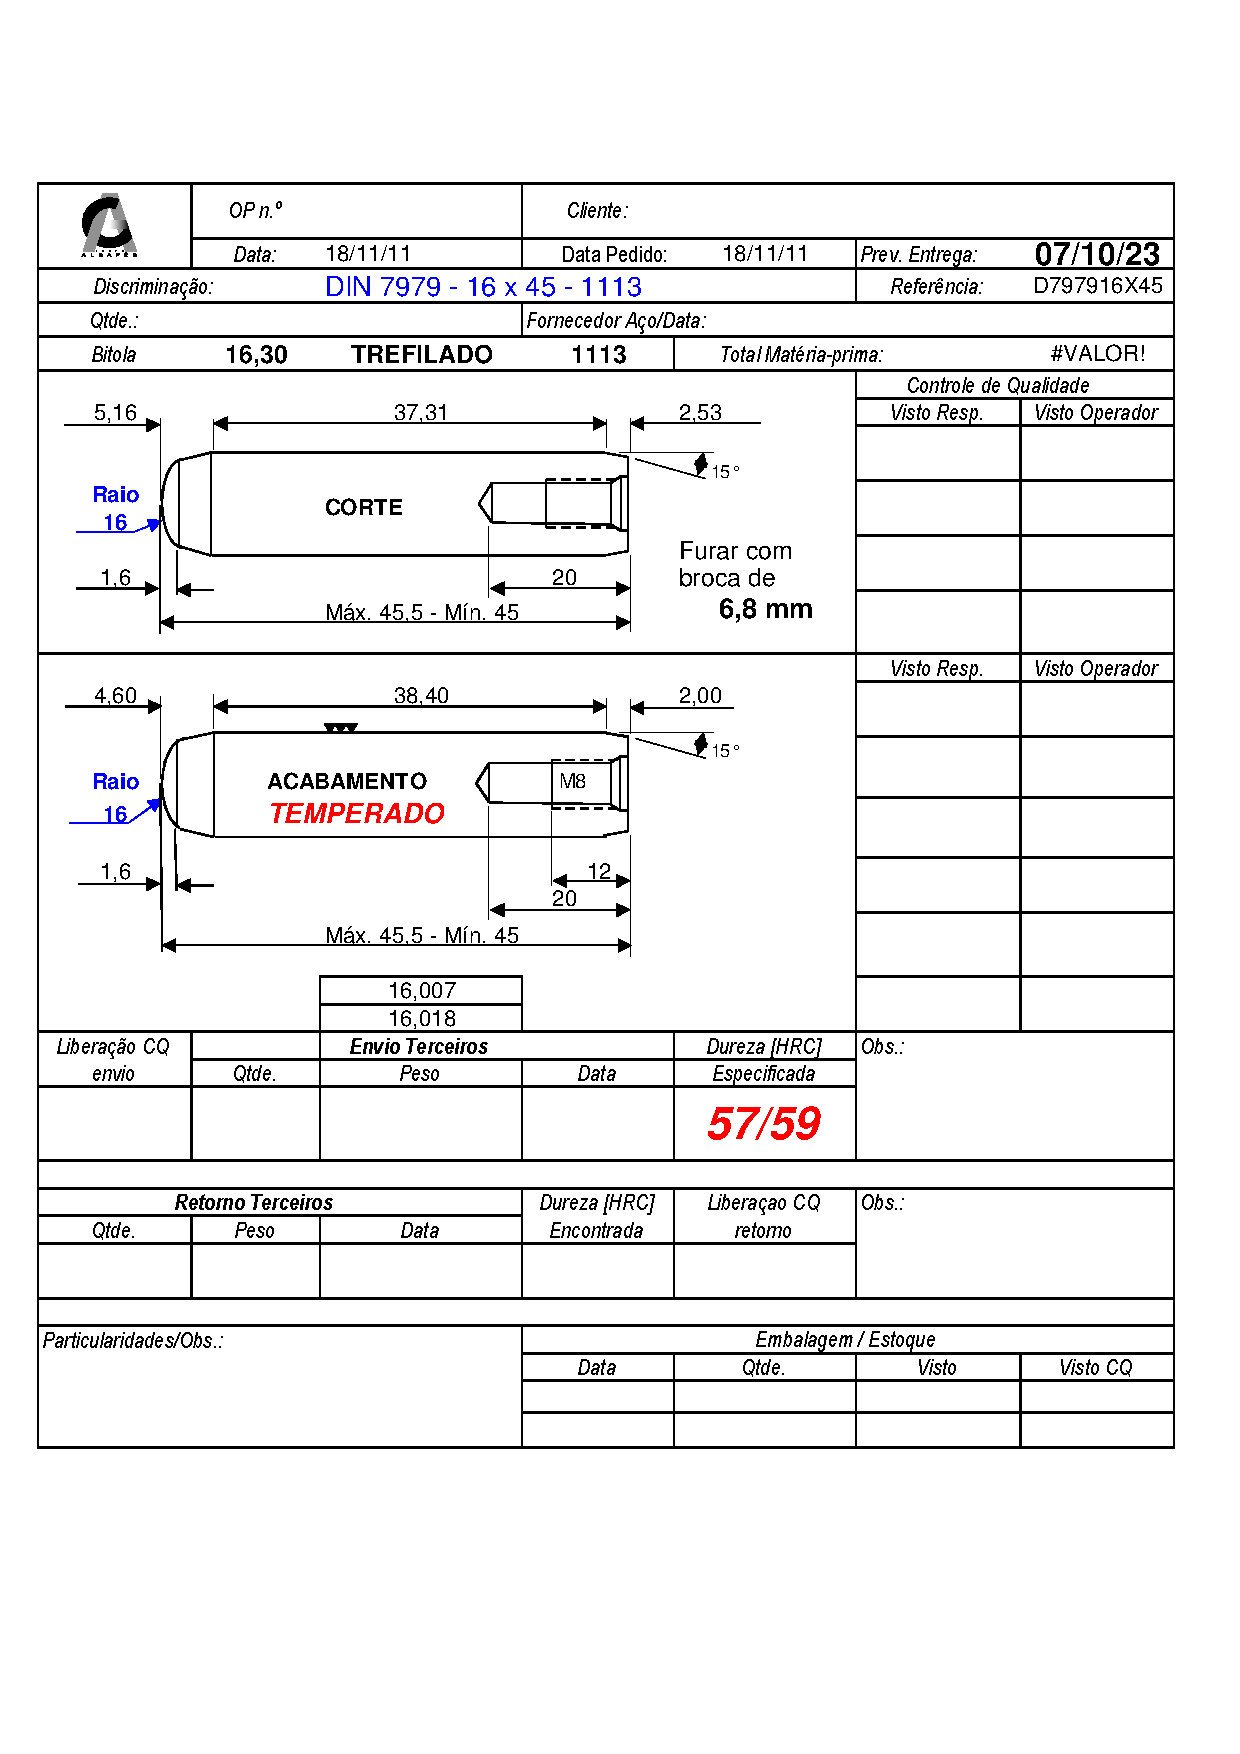 ALBAPES
OP n.º Cliente:
Data: 18/11/11 Data Pedido: 18/11/11 Prev. Entrega: 07/10/23
Discriminação: DIN 7979 - 16 x 45 - 1113 Referência: D797916X45
Qtde.: Fornecedor Aço/Data:
Bitola 16,30 TREFILADO 1113 Total Matéria-prima: #VALOR!
Controle de Qualidade
5,16 37,31 2,53 Visto Resp. Visto Operador
15°
Raio
CORTE
16
Furar com
1,6 20 broca de
Máx. 45,5 - Mín. 45 6,8 mm
Visto Resp. Visto Operador
4,60 38,40 2,00
15°
Raio ACABAMENTO M8
16 TEMPERADO
1,6 12
20
Máx. 45,5 - Mín. 45
16,007
16,018
Liberação CQ Envio Terceiros Dureza [HRC] Obs.:
envio Qtde. Peso Data Especificada
57/59
Retorno Terceiros Dureza [HRC] Liberaçao CQ Obs.:
Qtde. Peso Data Encontrada retorno
Particularidades/Obs.: Embalagem / Estoque
Data Qtde. Visto Visto CQ